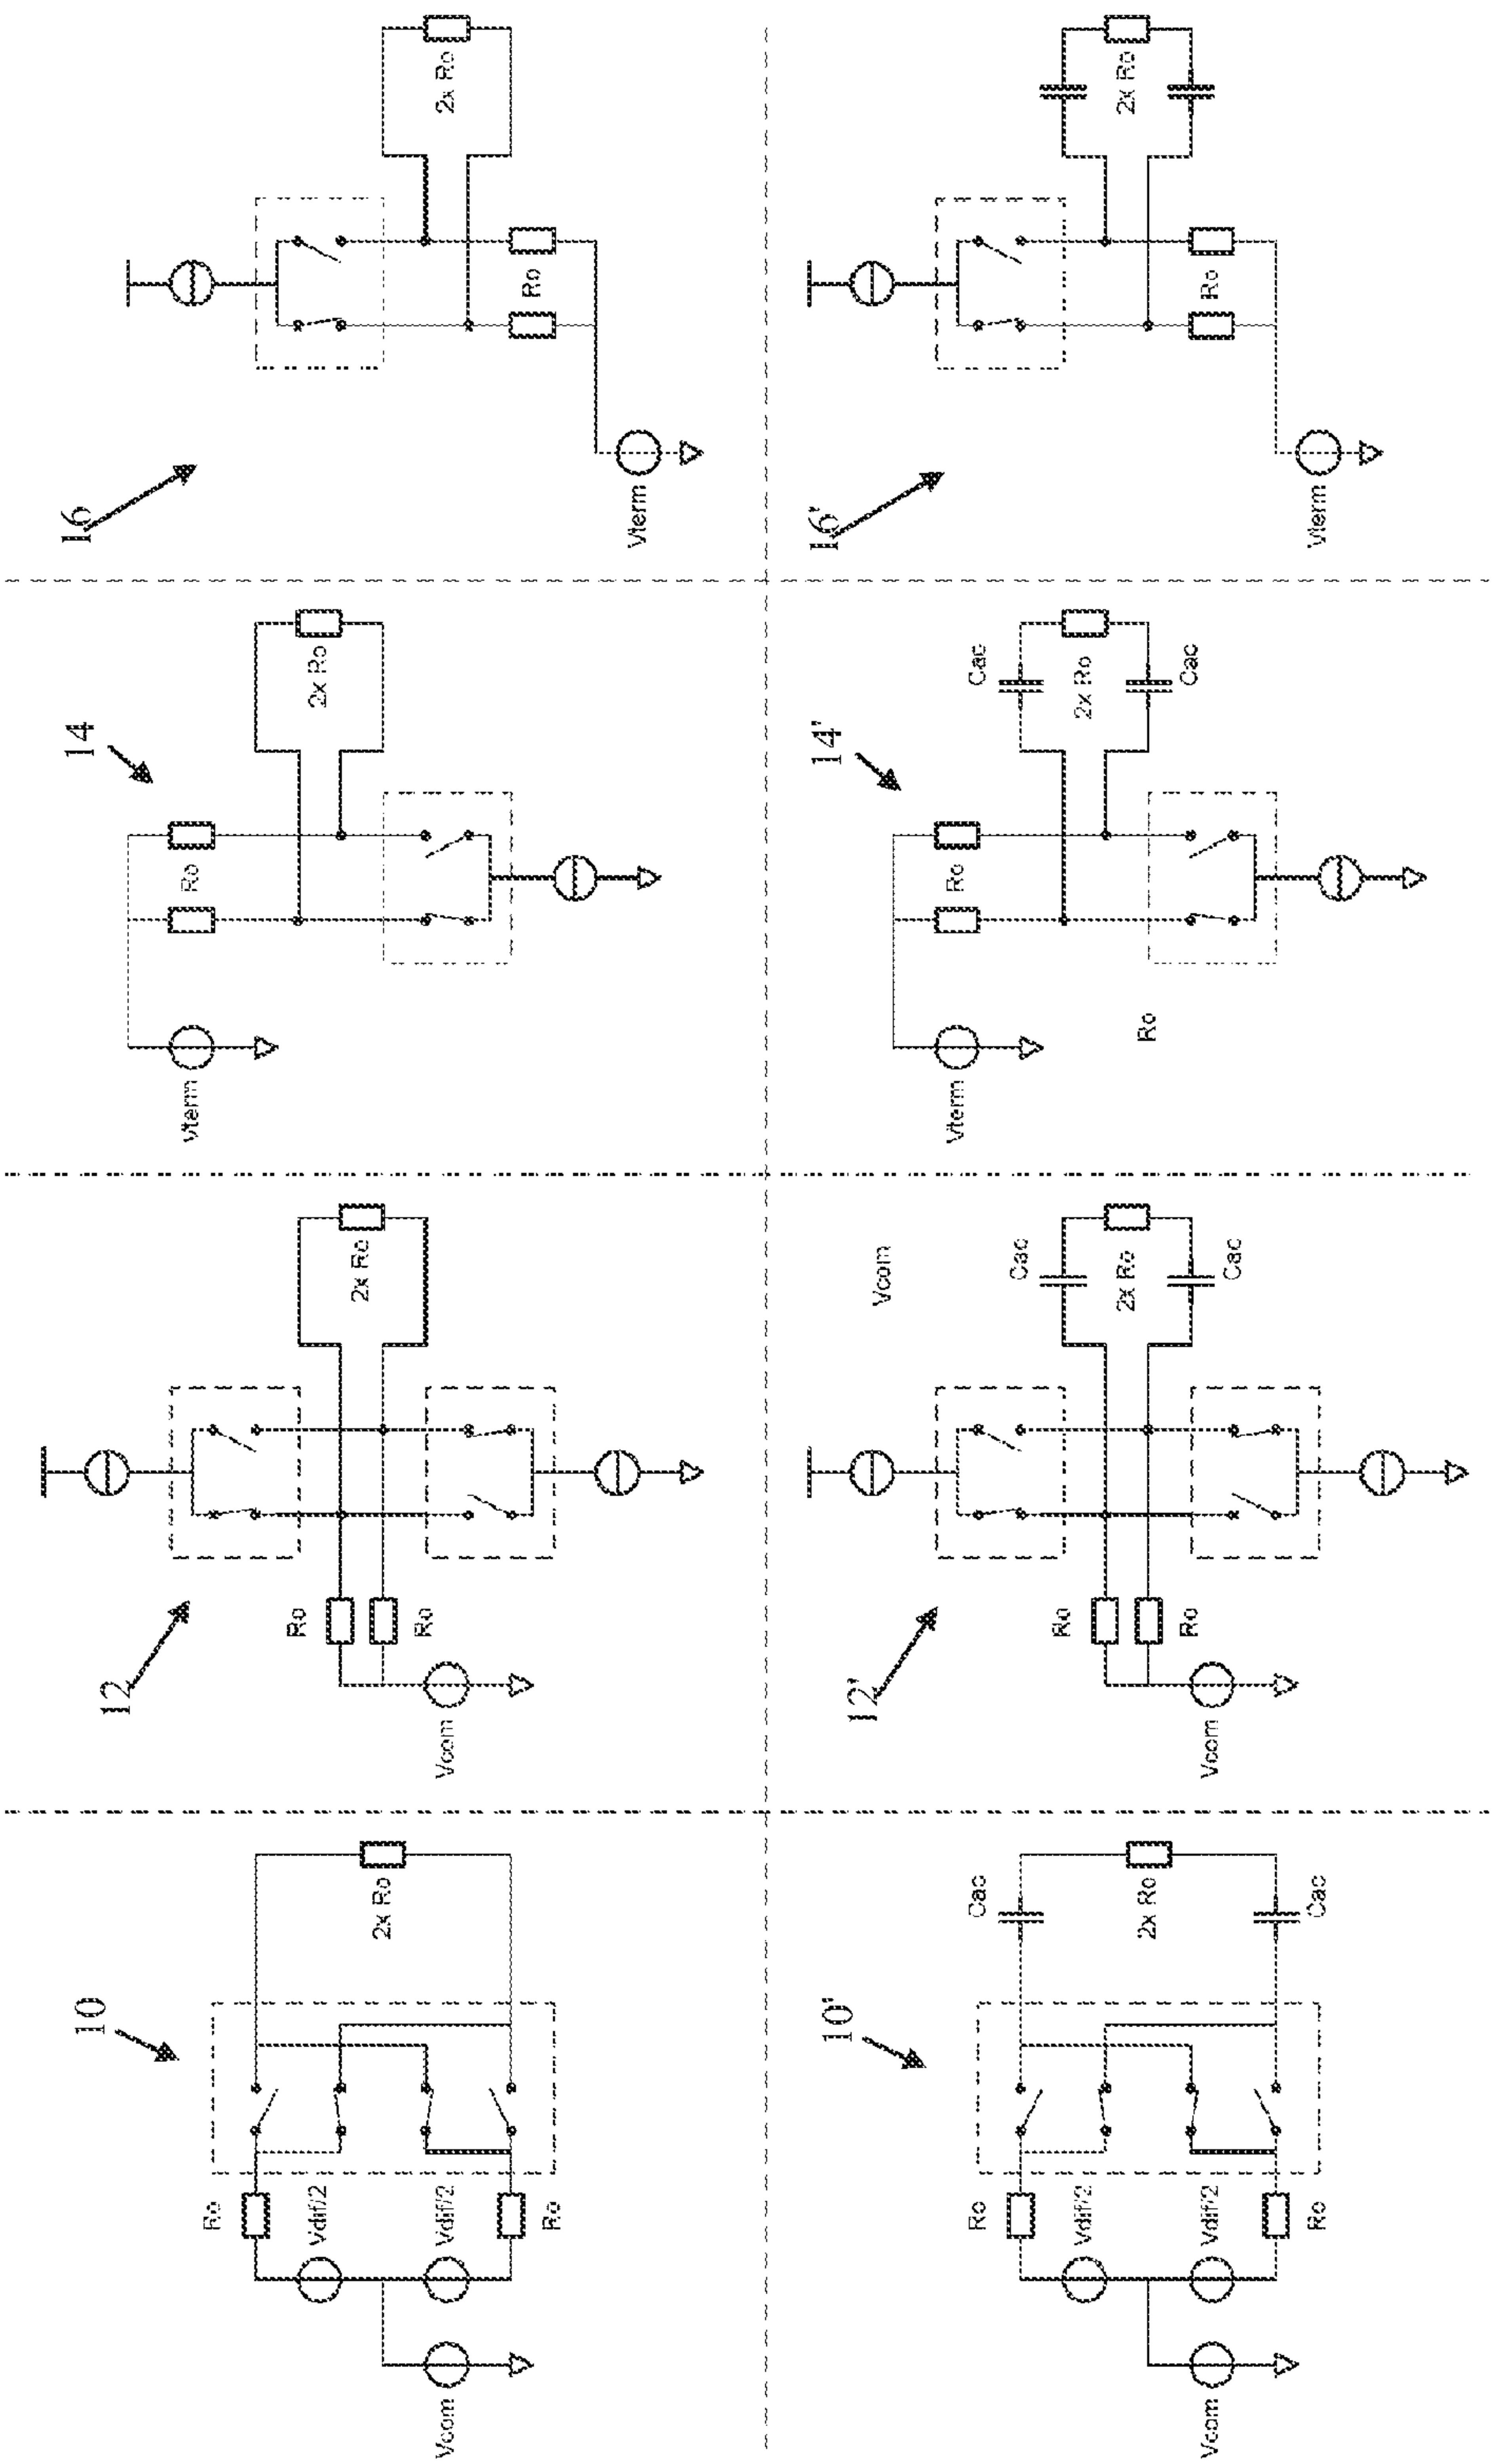 10
Ro
Vdif/2
2x Ro
Vdif/2
Vcom
Ro
12
Ro
2x Ro
Ro
Vcom
14
Ro
Vterm
2x Ro
16
2x Ro
Ro
Vterm
10'
Ro
Cac
Vdif/2
2x Ro
Vdif/2
Vcom
Ro
Cac
12'
Vcom
Cac
Ro
2x Ro
Ro
Vcom
Cac
14'
Ro
Vterm
Cac
2x Ro
Ro
Cac
16'
2x Ro
Ro
Vterm